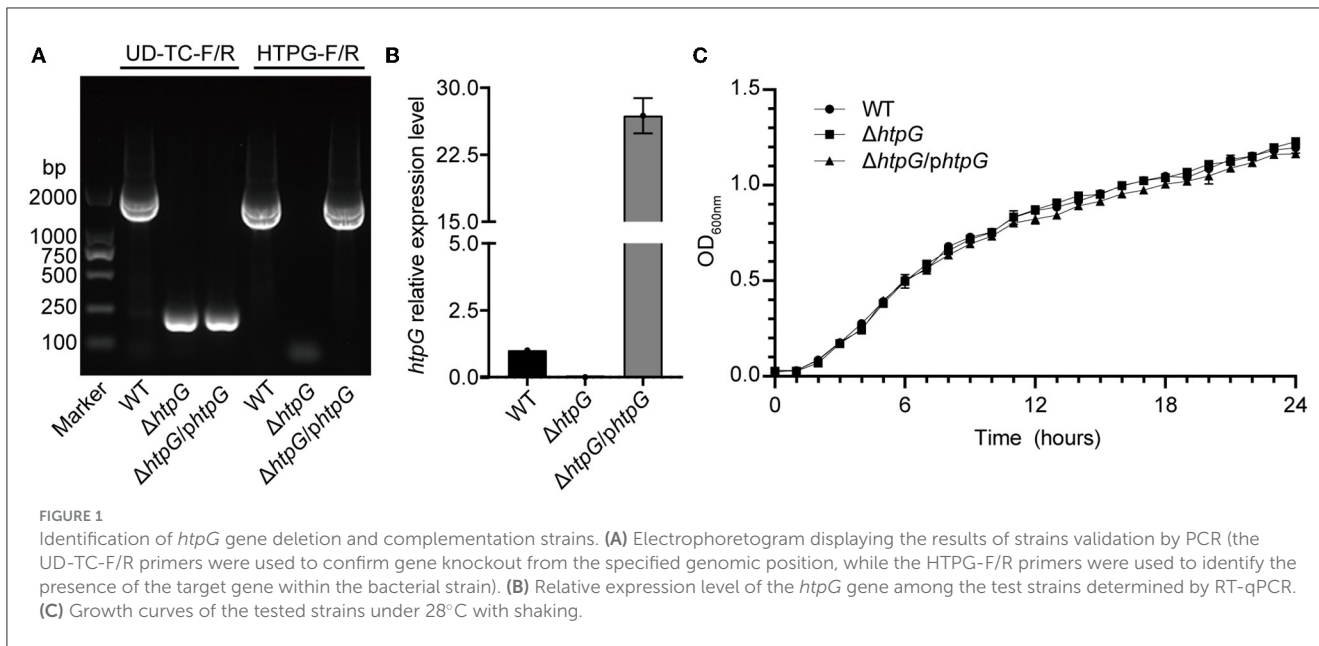 A
UD-TC-F/R HTPG-F/R
bp
2000
1000
750
500
250
100
Marker
WT
ΔhtpG
ΔhtpG/phtpG
WT
ΔhtpG
ΔhtpG/phtpG
B
htpG relative expression level
30.0
22.5
15.0
5.0
2.5
0.0
WT
ΔhtpG
ΔhtpG/phtpG
C
WT
ΔhtpG
ΔhtpG/phtpG
OD600nm
1.5
1.0
0.5
0.0
0 6 12 18 24
Time (hours)
FIGURE 1
Identification of htpG gene deletion and complementation strains. (A) Electrophoretogram displaying the results of strains validation by PCR (the
UD-TC-F/R primers were used to confirm gene knockout from the specified genomic position, while the HTPG-F/R primers were used to identify the
presence of the target gene within the bacterial strain). (B) Relative expression level of the htpG gene among the test strains determined by RT-qPCR.
(C) Growth curves of the tested strains under 28°C with shaking.